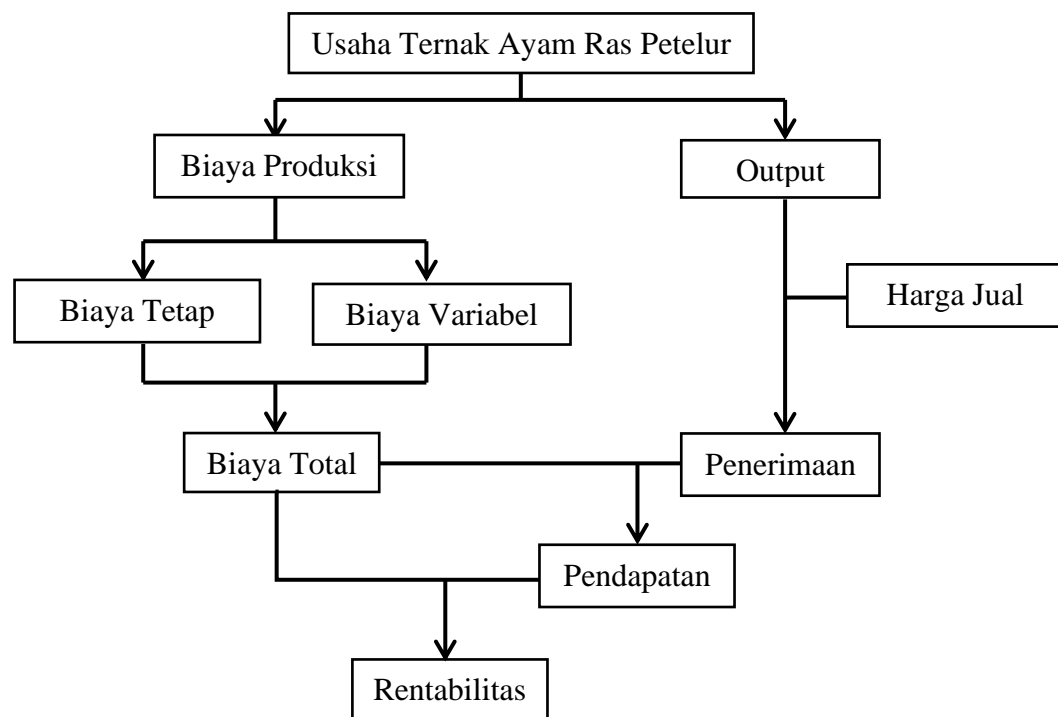 Usaha Ternak Ayam Ras Petelur
Biaya Produksi
Output
Biaya Tetap
Biaya Variabel
Harga Jual
Biaya Total
Penerimaan
Pendapatan
Rentabilitas